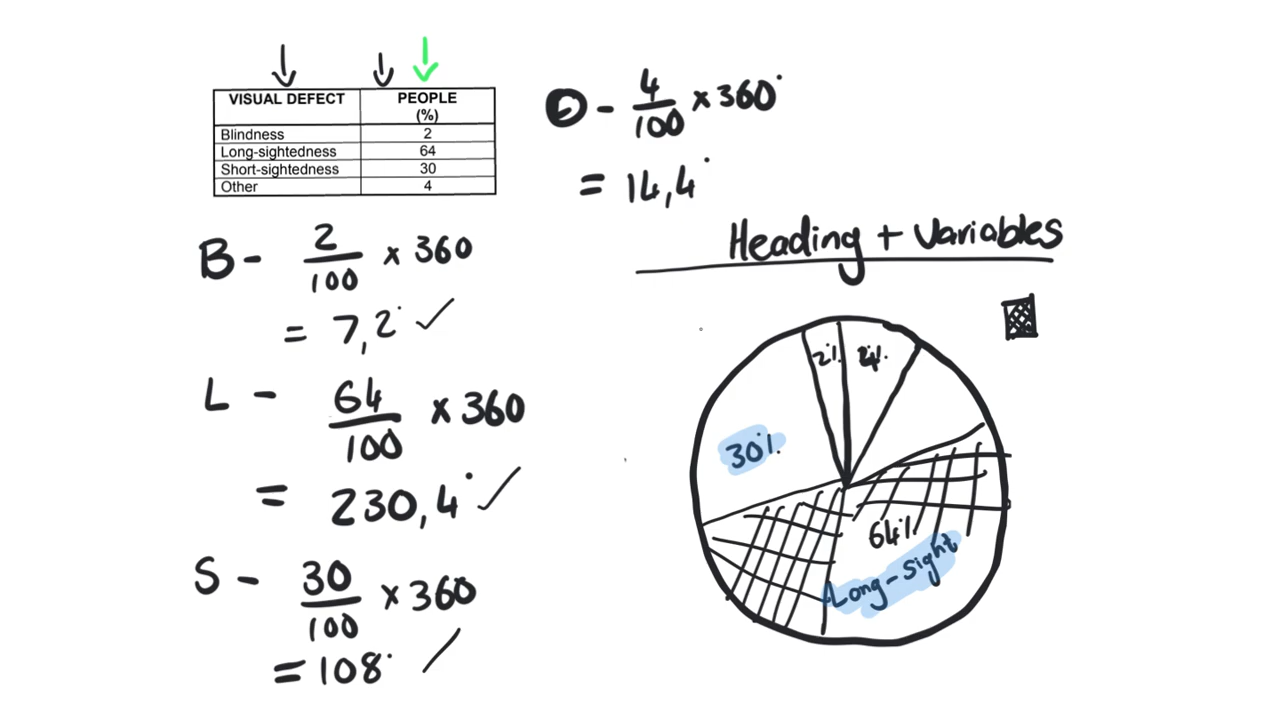 VISUAL DEFECT PEOPLE
(%)
Blindness 2
Long-sightedness 64
Short-sightedness 30
Other 4
B - 2/100 × 360
= 7,2° ✓
L - 64/100 × 360
= 230,4° ✓
S - 30/100 × 360
= 108°
O - 4/100 × 360°
= 14,4°
Heading + Variables
2% 4%
30%
64%
Long-sight